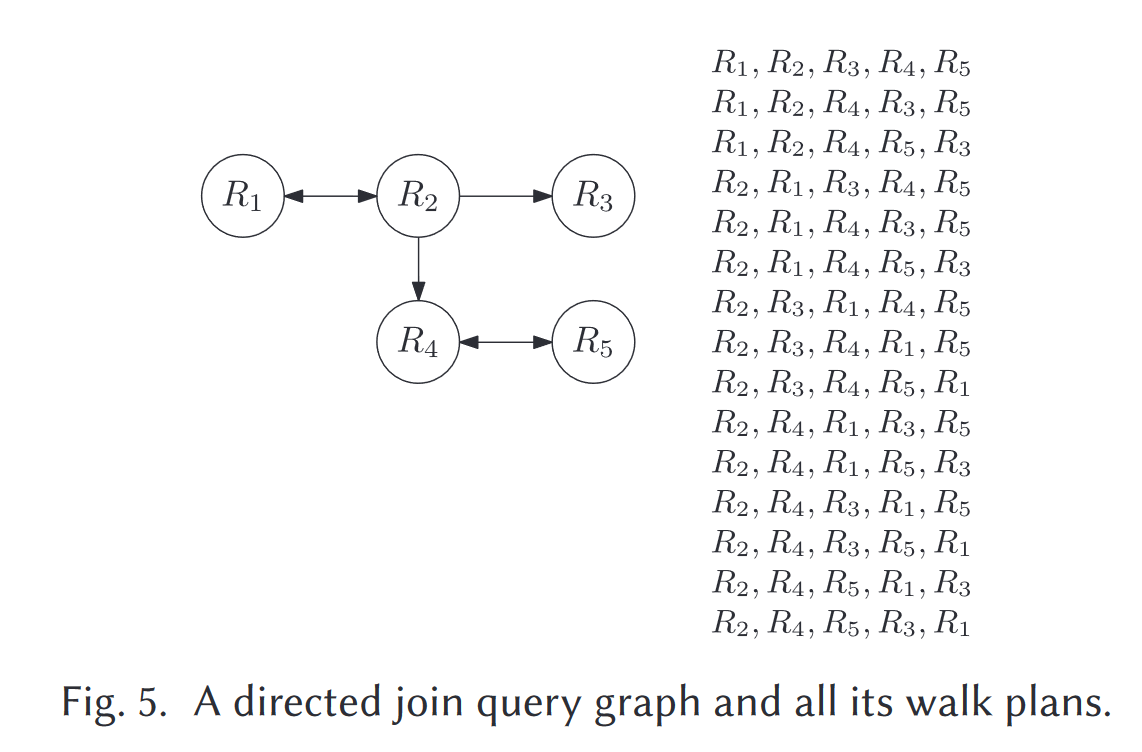 R1 R2 R3
R4 R5
R1, R2, R3, R4, R5
R1, R2, R4, R3, R5
R1, R2, R4, R5, R3
R2, R1, R3, R4, R5
R2, R1, R4, R3, R5
R2, R1, R4, R5, R3
R2, R3, R1, R4, R5
R2, R3, R4, R1, R5
R2, R3, R4, R5, R1
R2, R4, R1, R3, R5
R2, R4, R1, R5, R3
R2, R4, R3, R1, R5
R2, R4, R3, R5, R1
R2, R4, R5, R1, R3
R2, R4, R5, R3, R1
Fig. 5. A directed join query graph and all its walk plans.